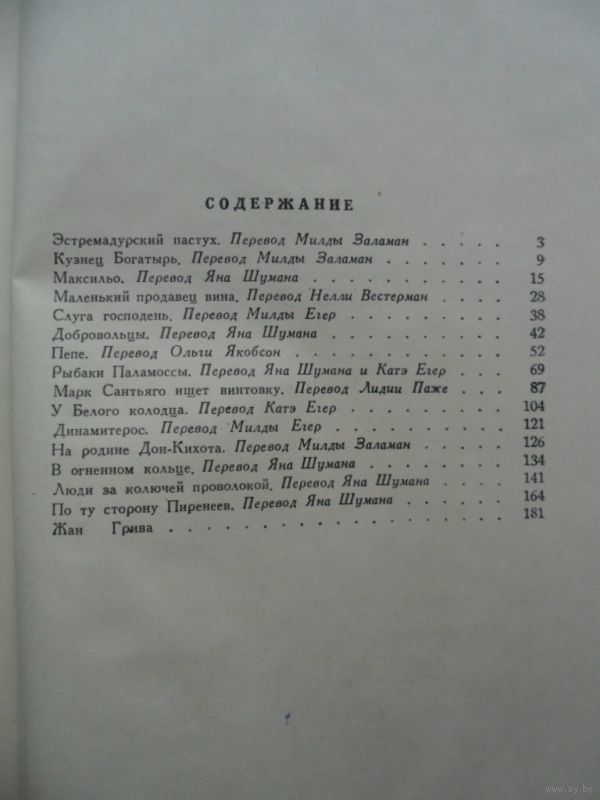 СОДЕРЖАНИЕ
Эстремадурский пастух. Перевод Милды Заламан . . . . . 3
Кузнец Богатырь. Перевод Милды Заламан . . . . . . 9
Максильо. Перевод Яна Шумана . . . . . . . . . . 15
Маленький продавец вина. Перевод Нелли Вестерман . . . . 28
Слуга господень. Перевод Милды Егер . . . . . . . . 38
Добровольцы. Перевод Яна Шумана . . . . . . . . . 42
Пепе. Перевод Ольги Якобсон . . . . . . . . . . 52
Рыбаки Паламоссы. Перевод Яна Шумана и Катэ Егер . . . 69
Марк Сантьяго ищет винтовку. Перевод Лидии Паже . . . 87
У Белого колодца. Перевод Катэ Егер . . . . . . . . 104
Динамитерос. Перевод Милды Егер . . . . . . . . . 121
На родине Дон-Кихота. Перевод Милды Заламан . . . . . 126
В огненном кольце. Перевод Яна Шумана . . . . . . . 134
Люди за колючей проволокой. Перевод Яна Шумана . . . . 141
По ту сторону Пиренеев. Перевод Яна Шумана . . . . . 164
Жан Грива . . . . . . . . . . . . . . . 181
www.ay.by